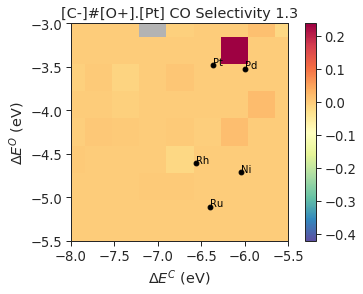 [C-]#[O+].[Pt] CO Selectivity 1.3
−3.0
−3.5
−4.0
−4.5
−5.0
−5.5
ΔE^O (eV)
Pt
Pd
Rh
Ni
Ru
−8.0 −7.5 −7.0 −6.5 −6.0 −5.5
ΔE^C (eV)
0.2
0.1
0.0
−0.1
−0.2
−0.3
−0.4